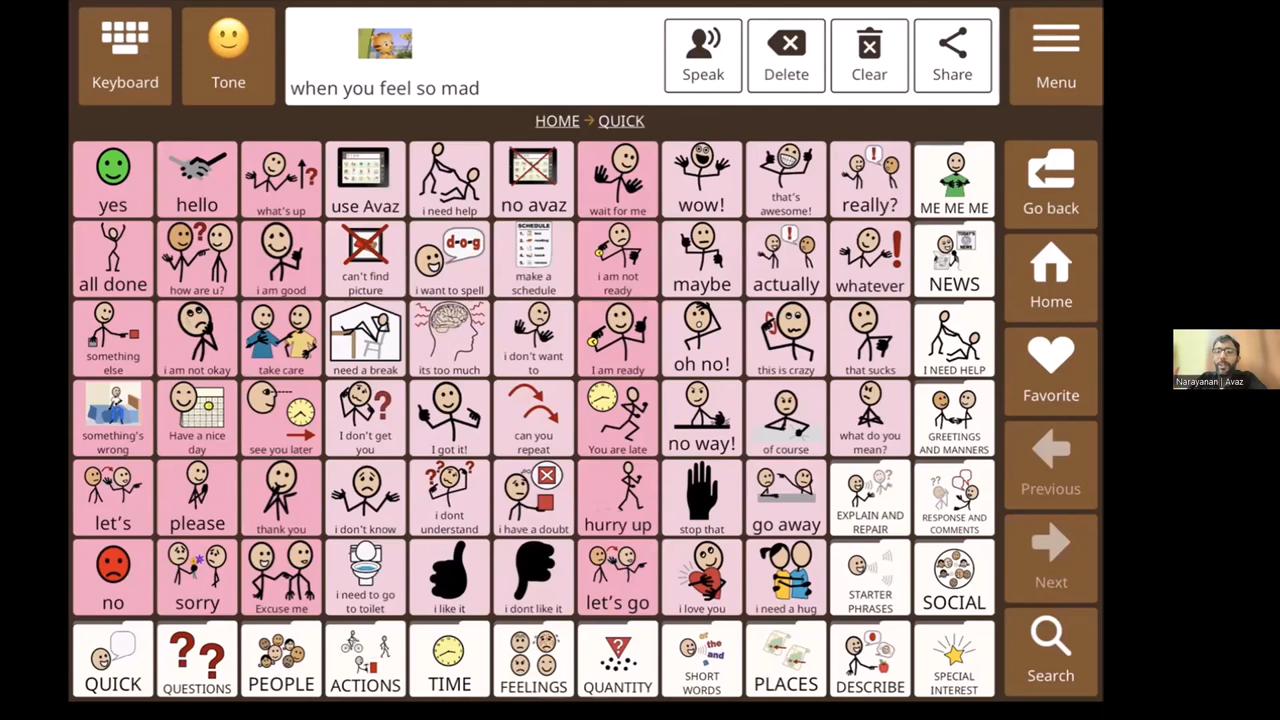 Keyboard
Tone
when you feel so mad
Speak
Delete
Clear
Share
Menu
HOME → QUICK
yes
hello
what's up
use Avaz
i need help
no avaz
wait for me
wow!
that's
awesome!
really?
ME ME ME
Go back
all done
how are u?
i am good
can't find
picture
d-o-g
i want to spell
SCHEDULE
make a
schedule
i am not
ready
maybe
actually
whatever
NEWS
Home
something
else
i am not okay
take care
need a break
its too much
i don't want
to
I am ready
oh no!
this is crazy
that sucks
I NEED HELP
Favorite
something's
wrong
Have a nice
day
see you later
I don't get
you
I got it!
can you
repeat
You are late
no way!
of course
what do you
mean?
GREETINGS
AND MANNERS
Previous
let's
please
thank you
i don't know
i dont
understand
i have a doubt
hurry up
stop that
go away
EXPLAIN AND
REPAIR
RESPONSE AND
COMMENTS
Next
no
sorry
Excuse me
i need to go
to toilet
i like it
i dont like it
let's go
i love you
i need a hug
STARTER
PHRASES
SOCIAL
QUICK
QUESTIONS
PEOPLE
ACTIONS
TIME
FEELINGS
QUANTITY
SHORT
WORDS
PLACES
DESCRIBE
SPECIAL
INTEREST
Search
Narayanan | Avaz